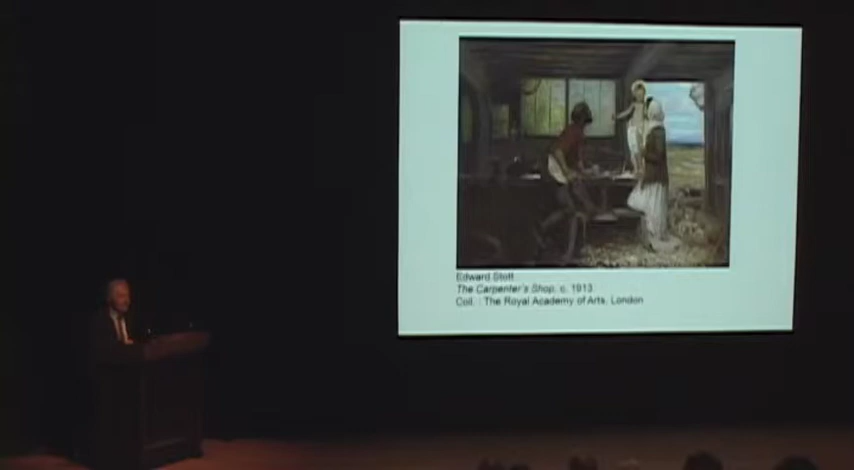 Edward Stott
The Carpenter's Shop. c. 1913
Coll. : The Royal Academy of Arts, London